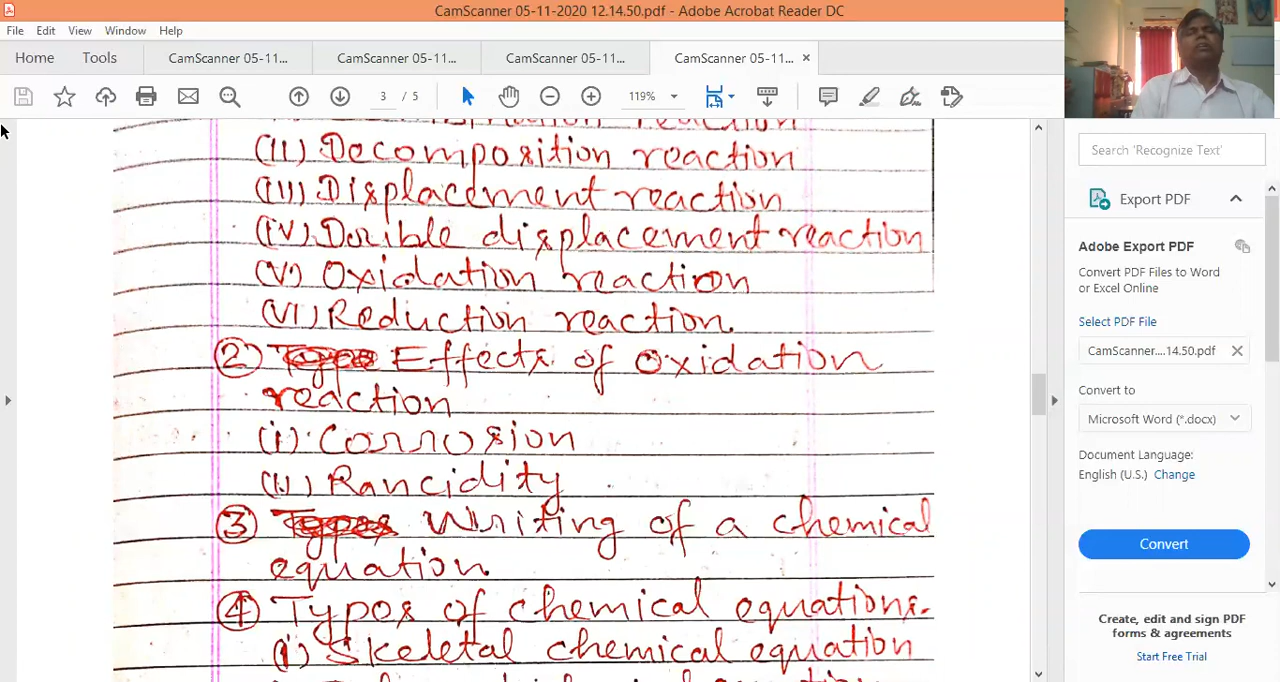 CamScanner 05-11-2020 12.14.50.pdf - Adobe Acrobat Reader DC
File Edit View Window Help
Home Tools CamScanner 05-11... CamScanner 05-11... CamScanner 05-11... CamScanner 05-11... ×
3 / 5 119%
reaction
(II) Decomposition reaction
(III) Displacement reaction
(IV) Double displacement reaction
(V) Oxidation reaction
(VI) Reduction reaction.
② Effects of Oxidation
reaction
(i) Corrosion
(ii) Rancidity
③ Writing of a chemical
equation.
④ Types of chemical equations.
(i) Skeletal chemical equation
Search 'Recognize Text'
Export PDF
Adobe Export PDF
Convert PDF Files to Word
or Excel Online
Select PDF File
CamScanner....14.50.pdf
Convert to
Microsoft Word (*.docx)
Document Language:
English (U.S.) Change
Convert
Create, edit and sign PDF
forms & agreements
Start Free Trial